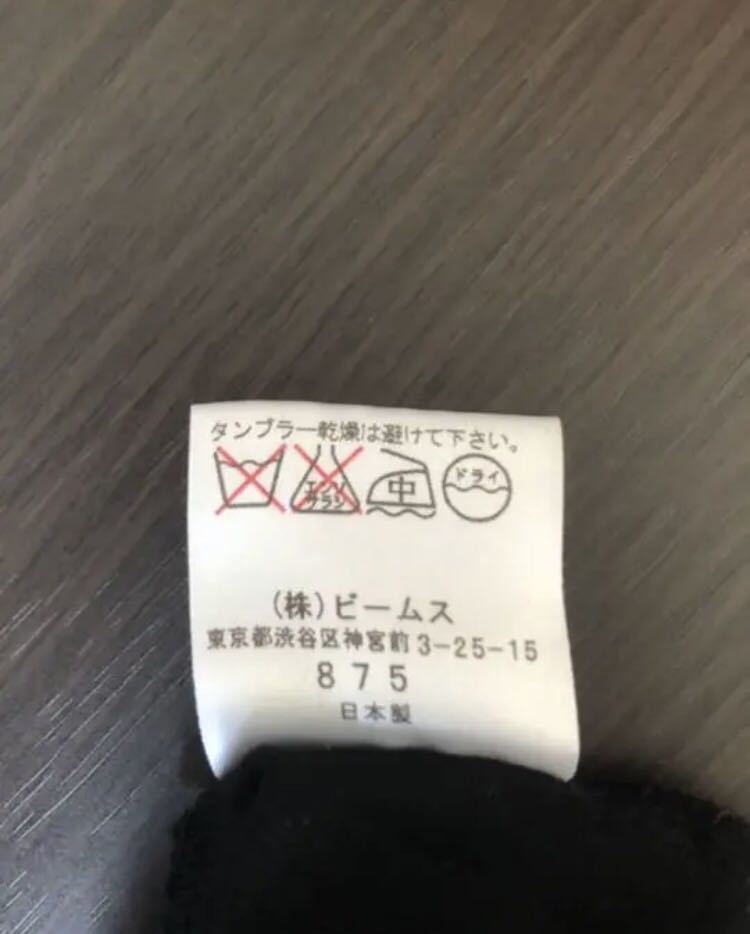 タンブラー乾燥は避けて下さい。
エンソ サラシ 中 ドライ
(株)ビームス
東京都渋谷区神宮前3-25-15
875
日本製